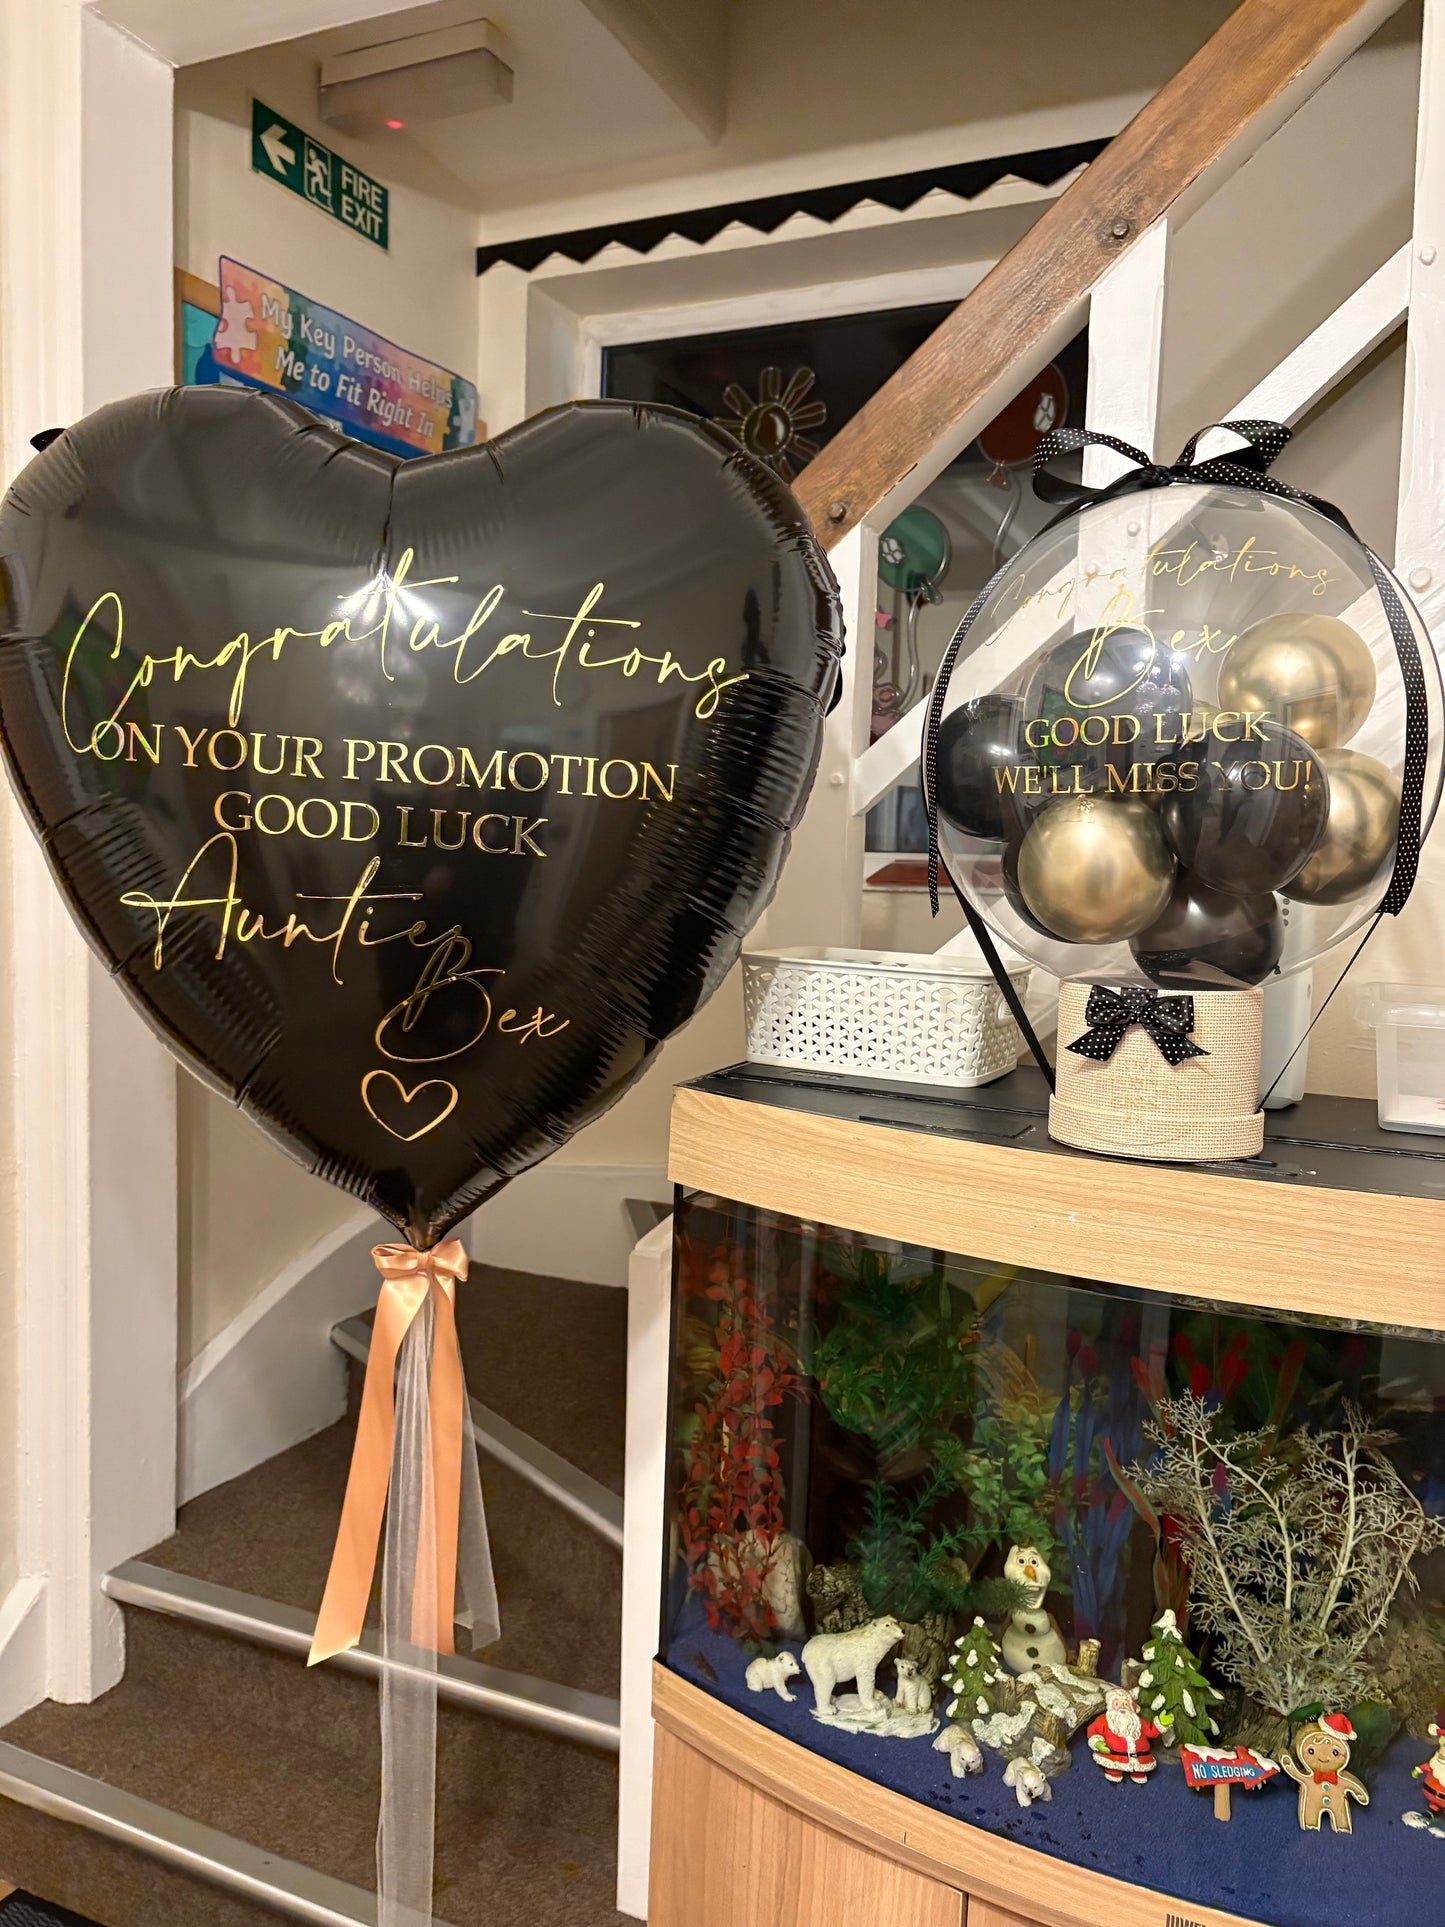 FIRE
EXIT
My Key Person Helps
Me to Fit Right In
Congratulations
ON YOUR PROMOTION
GOOD LUCK
Auntie
Bex
Congratulations
Bex
GOOD LUCK
WE'LL MISS YOU!
NO SLEDGING